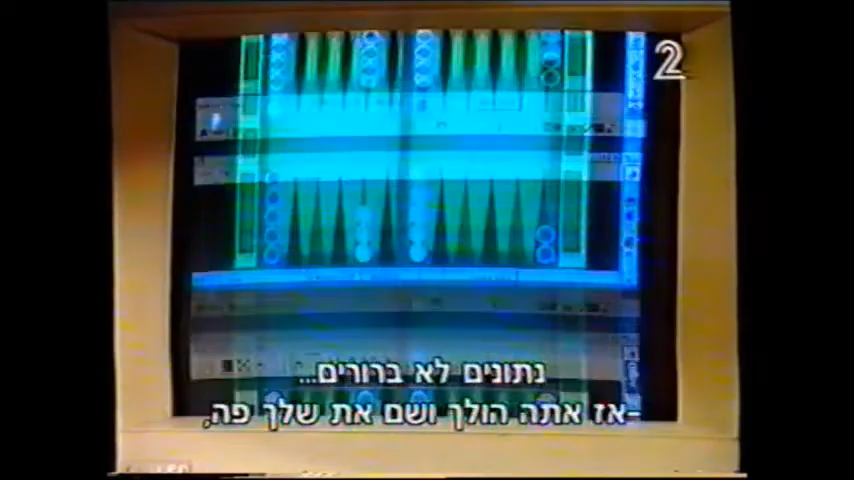 2
נתונים לא ברורים...
-אז אתה הולך ושם את שלך פה,